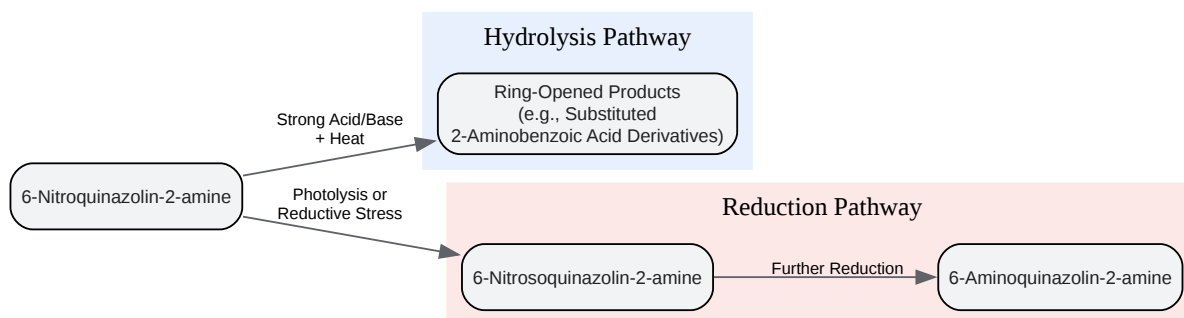 Hydrolysis Pathway
Ring-Opened Products
(e.g., Substituted
2-Aminobenzoic Acid Derivatives)
Strong Acid/Base
+ Heat
6-Nitroquinazolin-2-amine
Photolysis or
Reductive Stress
Reduction Pathway
6-Nitrosoquinazolin-2-amine
Further Reduction
6-Aminoquinazolin-2-amine